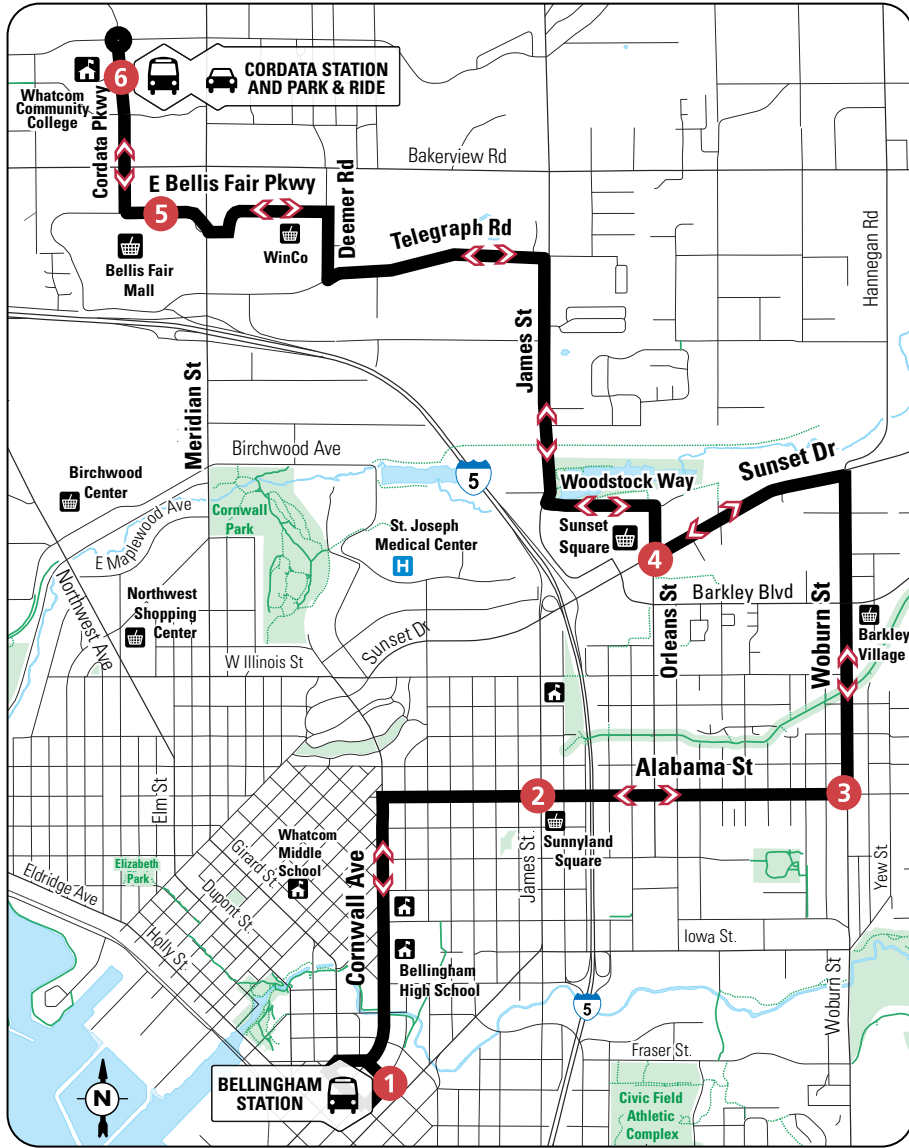 6
CORDATA STATION
AND PARK & RIDE
Whatcom
Community
College
Cordata Pkwy
Bakerview Rd
E Bellis Fair Pkwy
5
Deemer Rd
WinCo
Bellis Fair
Mall
Telegraph Rd
Hannegan Rd
James St
Meridian St
Birchwood Ave
5
Birchwood
Center
E Maplewood Ave
Cornwall
Park
St. Joseph
Medical Center
H
Woodstock Way
Sunset Dr
Sunset
Square
4
Northwest Ave
Northwest
Shopping
Center
Sunset Dr
W Illinois St
Orleans St
Barkley Blvd
Woburn St
Barkley
Village
Elm St
Alabama St
2
3
Sunnyland
Square
James St.
Whatcom
Middle
School
Girard St.
Dupont St.
Elizabeth
Park
Eldridge Ave
Holly St.
Cornwall Ave
Yew St
Iowa St.
Bellingham
High School
Woburn St
5
Fraser St.
BELLINGHAM
STATION
1
N
Civic Field
Athletic
Complex